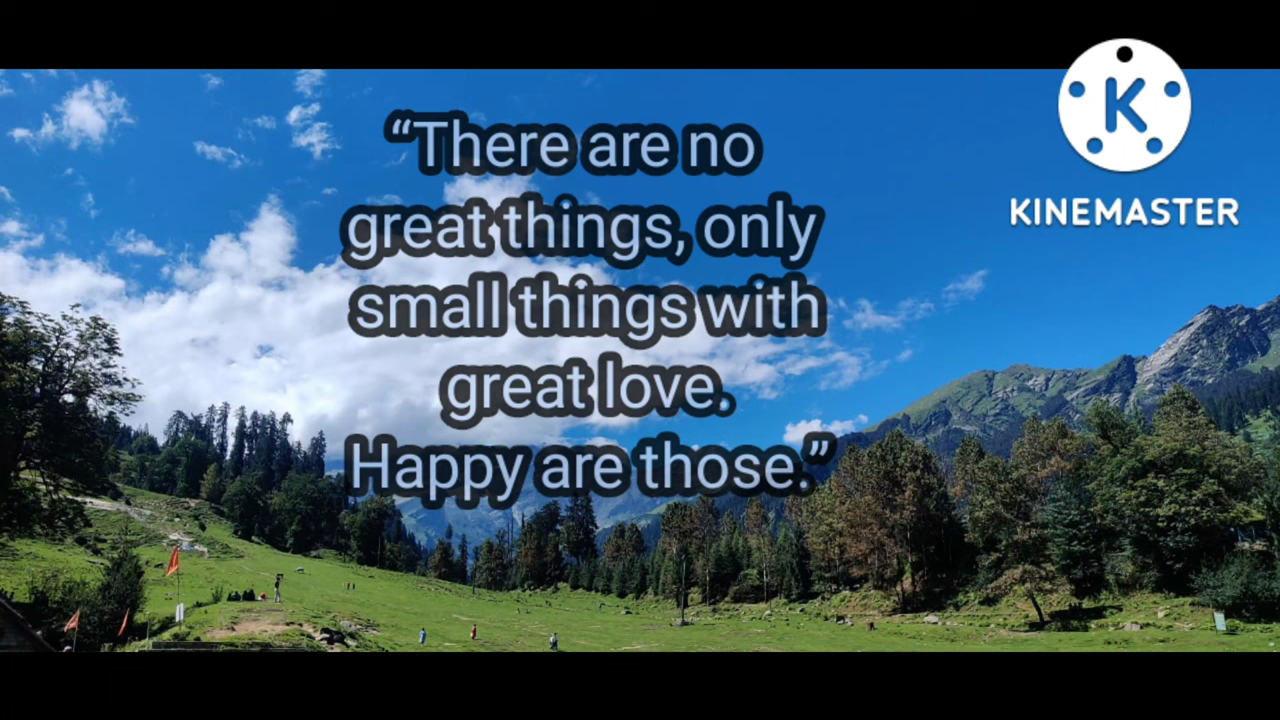 “There are no
great things, only
small things with
great love.
Happy are those.”
K
KINEMASTER